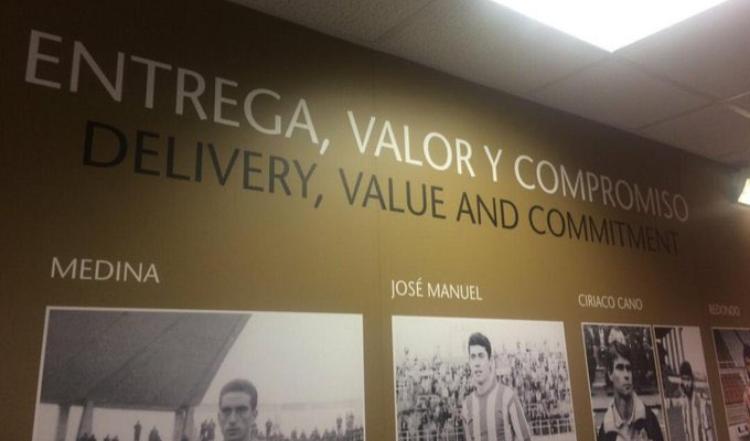 ENTREGA, VALOR Y COMPROMISO
DELIVERY, VALUE AND COMMITMENT
MEDINA
JOSÉ MANUEL
CIRIACO CANO
REDONDO